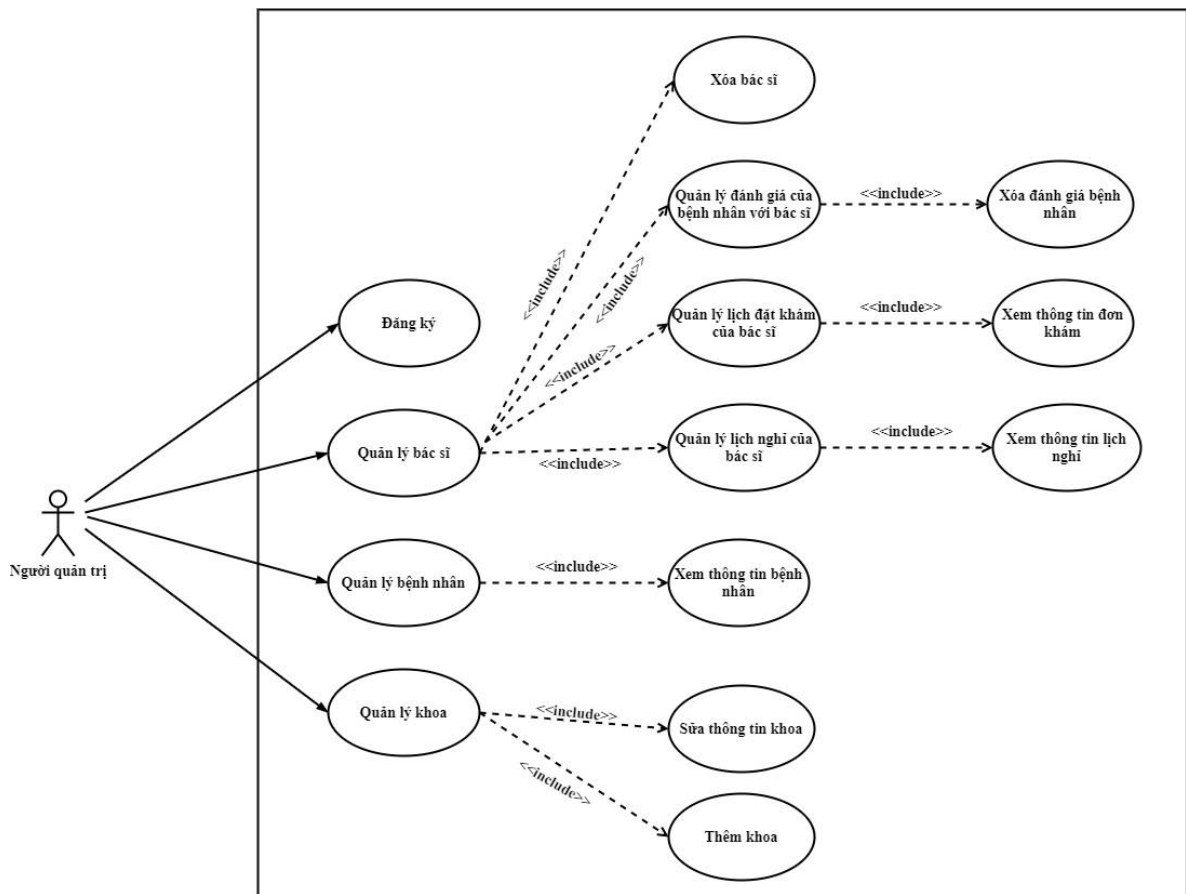 Xóa bác sĩ
Quản lý đánh giá của
bệnh nhân với bác sĩ
<<include>>
Xóa đánh giá bệnh
nhân
<<include>>
<<include>>
Đăng ký
Quản lý lịch đặt khám
của bác sĩ
<<include>>
Xem thông tin đơn
khám
<<include>>
Quản lý bác sĩ
<<include>>
Quản lý lịch nghỉ của
bác sĩ
<<include>>
Xem thông tin lịch
nghỉ
Người quản trị
Quản lý bệnh nhân
<<include>>
Xem thông tin bệnh
nhân
Quản lý khoa
<<include>>
Sữa thông tin khoa
<<include>>
Thêm khoa